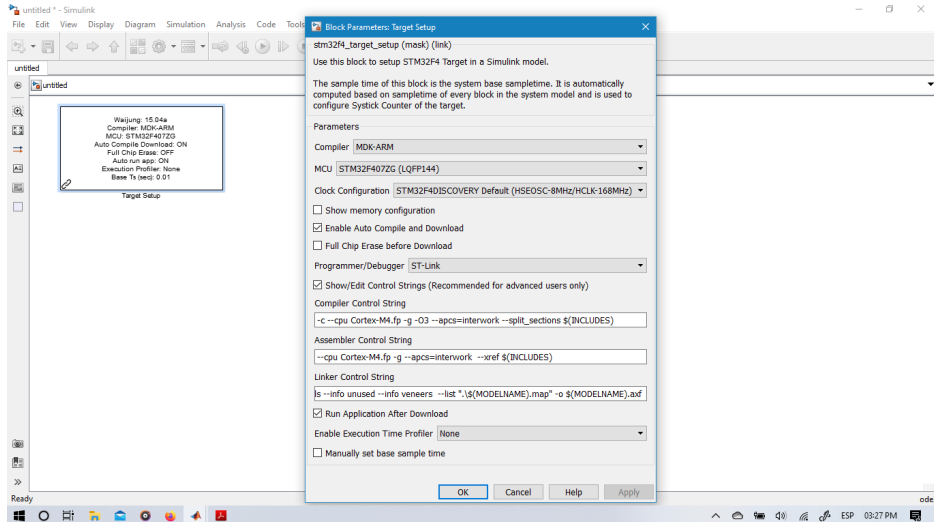 untitled * - Simulink
File Edit View Display Diagram Simulation Analysis Code Tools
untitled
untitled
Waijung: 15.04a
Compiler: MDK-ARM
MCU: STM32F407ZG
Auto Compile Download: ON
Full Chip Erase: OFF
Auto run app: ON
Execution Profiler: None
Base Ts (sec): 0.01
Target Setup
Block Parameters: Target Setup
stm32f4_target_setup (mask) (link)
Use this block to setup STM32F4 Target in a Simulink model.
The sample time of this block is the system base sampletime. It is automatically
computed based on sampletime of every block in the system model and is used to
configure Systick Counter of the target.
Parameters
Compiler MDK-ARM
MCU STM32F407ZG (LQFP144)
Clock Configuration STM32F4DISCOVERY Default (HSEOSC-8MHz/HCLK-168MHz)
Show memory configuration
Enable Auto Compile and Download
Full Chip Erase before Download
Programmer/Debugger ST-Link
Show/Edit Control Strings (Recommended for advanced users only)
Compiler Control String
-c --cpu Cortex-M4.fp -g -O3 --apcs=interwork --split_sections $(INCLUDES)
Assembler Control String
--cpu Cortex-M4.fp -g --apcs=interwork --xref $(INCLUDES)
Linker Control String
ls --info unused --info veneers --list ".\$(MODELNAME).map" -o $(MODELNAME).axf
Run Application After Download
Enable Execution Time Profiler None
Manually set base sample time
OK Cancel Help Apply
Ready
ode
ESP 03:27 PM